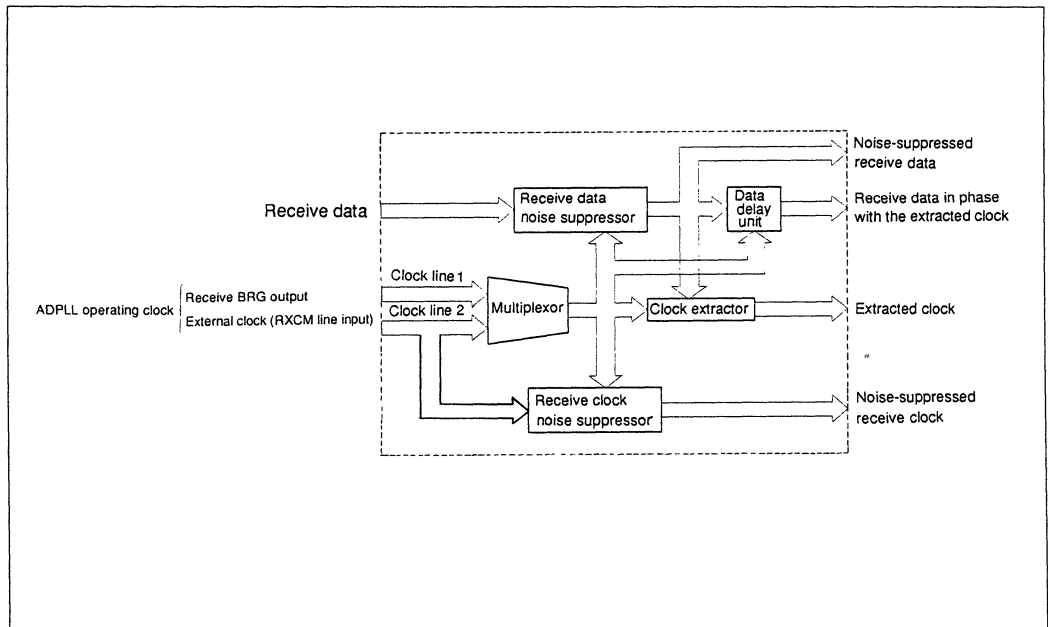 Noise-suppressed
receive data
Receive data
Receive data
noise suppressor
Data
delay
unit
Receive data in phase
with the extracted clock
Clock line 1
ADPLL operating clock
Receive BRG output
External clock (RXCM line input)
Clock line 2
Multiplexor
Clock extractor
Extracted clock
Receive clock
noise suppressor
Noise-suppressed
receive clock